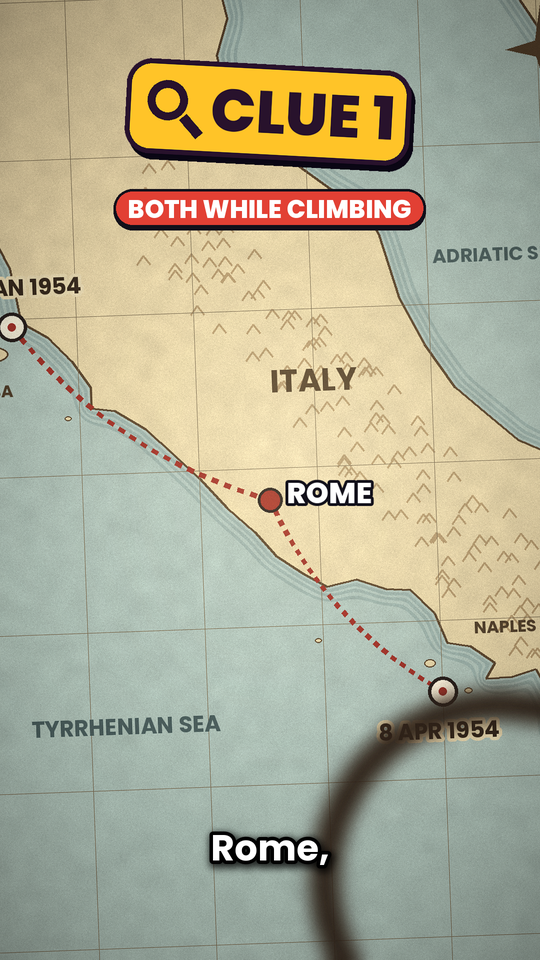 CLUE 1
BOTH WHILE CLIMBING
ADRIATIC S
AN 1954
A
ITALY
ROME
NAPLES
TYRRHENIAN SEA
8 APR 1954
Rome,